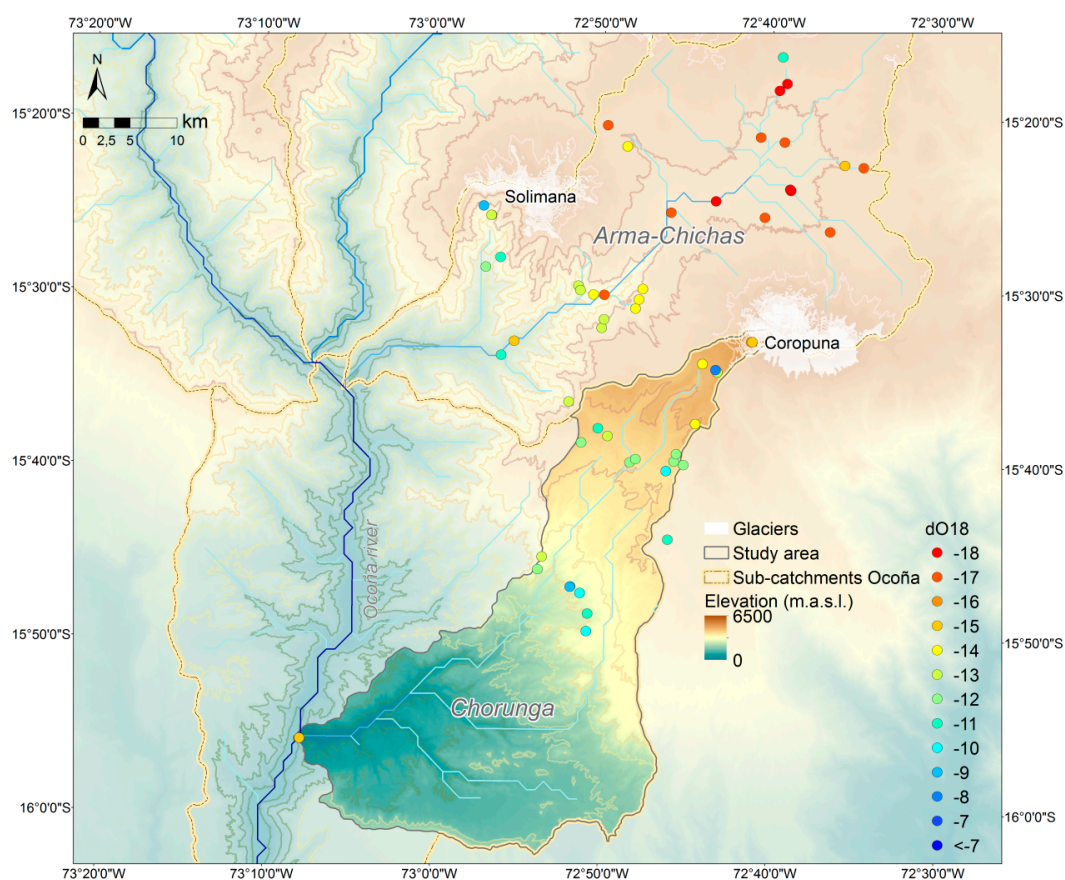 73°20'0"W 73°10'0"W 73°0'0"W 72°50'0"W 72°40'0"W 72°30'0"W
N
km
0 2,5 5 10
15°20'0"S
15°20'0"S
Solimana
Arma-Chichas
15°30'0"S
15°30'0"S
Coropuna
15°40'0"S
15°40'0"S
Ocoña river
Glaciers
Study area
Sub-catchments Ocoña
Elevation (m.a.s.l.)
6500
0
dO18
-18
-17
-16
-15
-14
-13
-12
-11
-10
-9
-8
-7
<-7
15°50'0"S
15°50'0"S
Chorunga
16°0'0"S
16°0'0"S
73°20'0"W 73°10'0"W 73°0'0"W 72°50'0"W 72°40'0"W